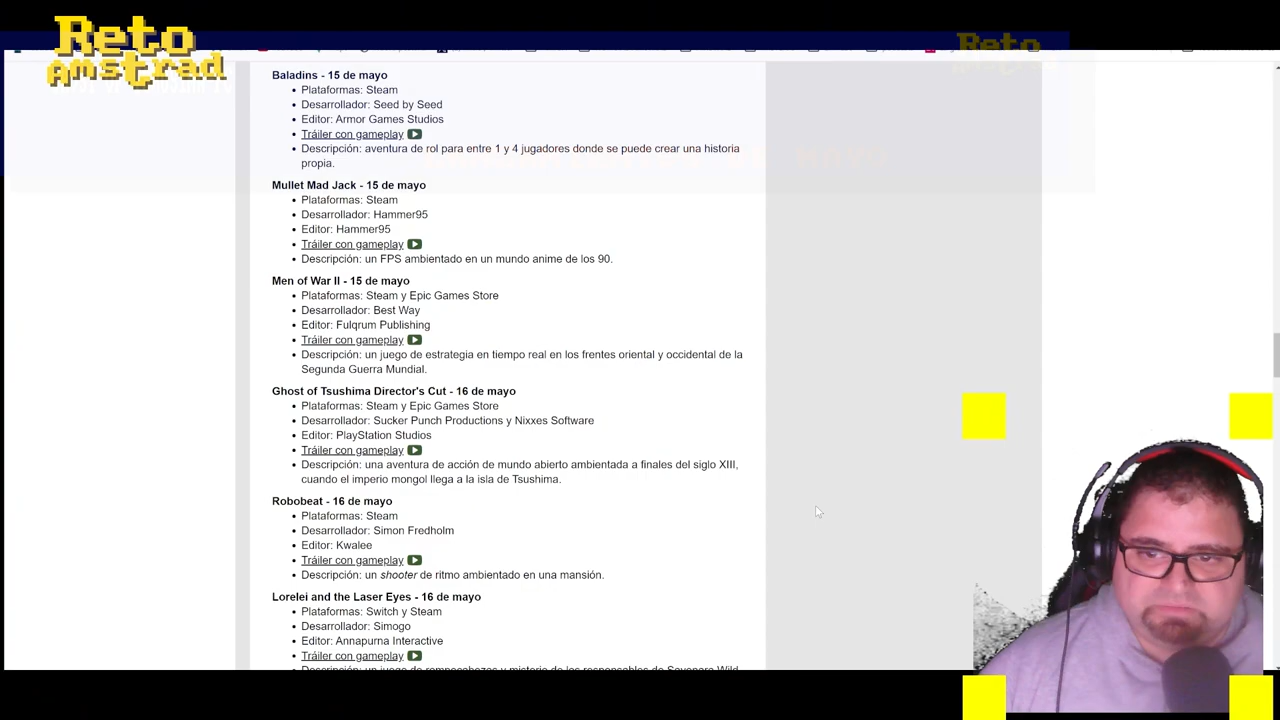 Reto
Amstrad
Baladins - 15 de mayo
Plataformas: Steam
Desarrollador: Seed by Seed
Editor: Armor Games Studios
Tráiler con gameplay
Descripción: aventura de rol para entre 1 y 4 jugadores donde se puede crear una historia
propia.
Mullet Mad Jack - 15 de mayo
Plataformas: Steam
Desarrollador: Hammer95
Editor: Hammer95
Tráiler con gameplay
Descripción: un FPS ambientado en un mundo anime de los 90.
Men of War II - 15 de mayo
Plataformas: Steam y Epic Games Store
Desarrollador: Best Way
Editor: Fulqrum Publishing
Tráiler con gameplay
Descripción: un juego de estrategia en tiempo real en los frentes oriental y occidental de la
Segunda Guerra Mundial.
Ghost of Tsushima Director's Cut - 16 de mayo
Plataformas: Steam y Epic Games Store
Desarrollador: Sucker Punch Productions y Nixxes Software
Editor: PlayStation Studios
Tráiler con gameplay
Descripción: una aventura de acción de mundo abierto ambientada a finales del siglo XIII,
cuando el imperio mongol llega a la isla de Tsushima.
Robobeat - 16 de mayo
Plataformas: Steam
Desarrollador: Simon Fredholm
Editor: Kwalee
Tráiler con gameplay
Descripción: un shooter de ritmo ambientado en una mansión.
Lorelei and the Laser Eyes - 16 de mayo
Plataformas: Switch y Steam
Desarrollador: Simogo
Editor: Annapurna Interactive
Tráiler con gameplay